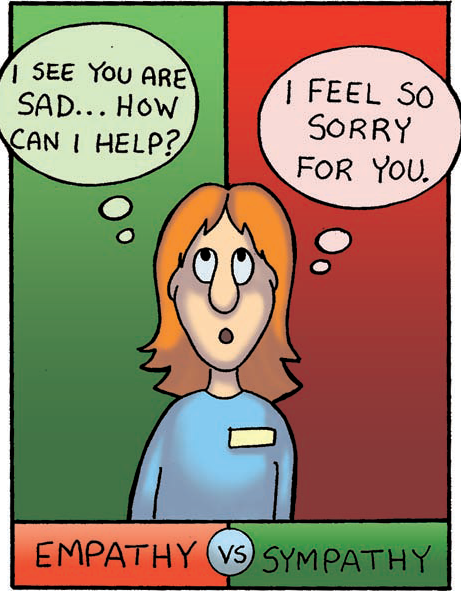 I SEE YOU ARE
SAD... HOW
CAN I HELP?
I FEEL SO
SORRY
FOR YOU.
EMPATHY VS SYMPATHY